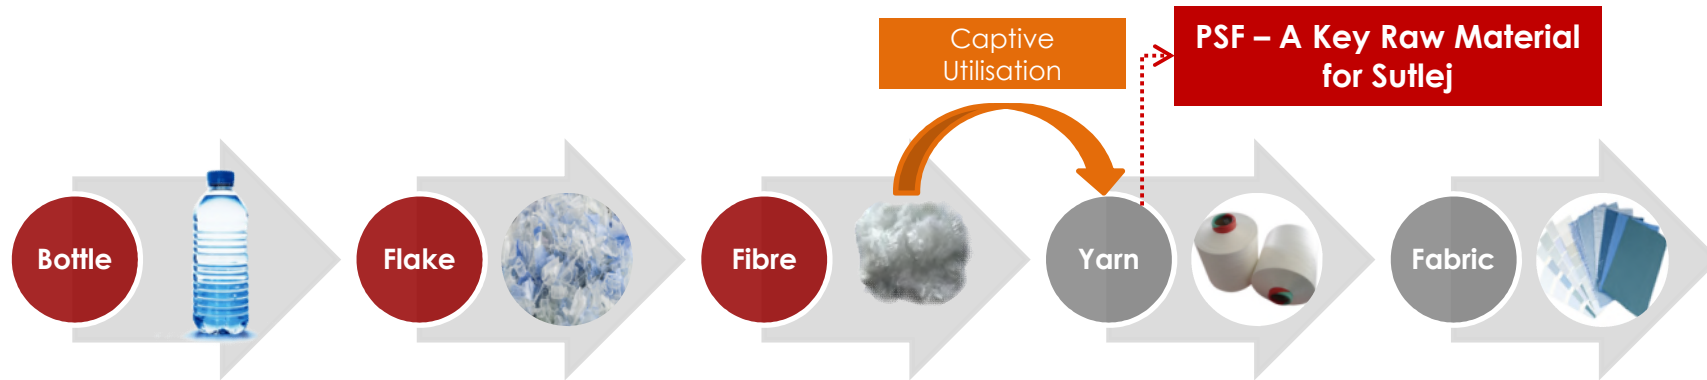 Captive
Utilisation
PSF – A Key Raw Material
for Sutlej
Bottle
Flake
Fibre
Yarn
Fabric